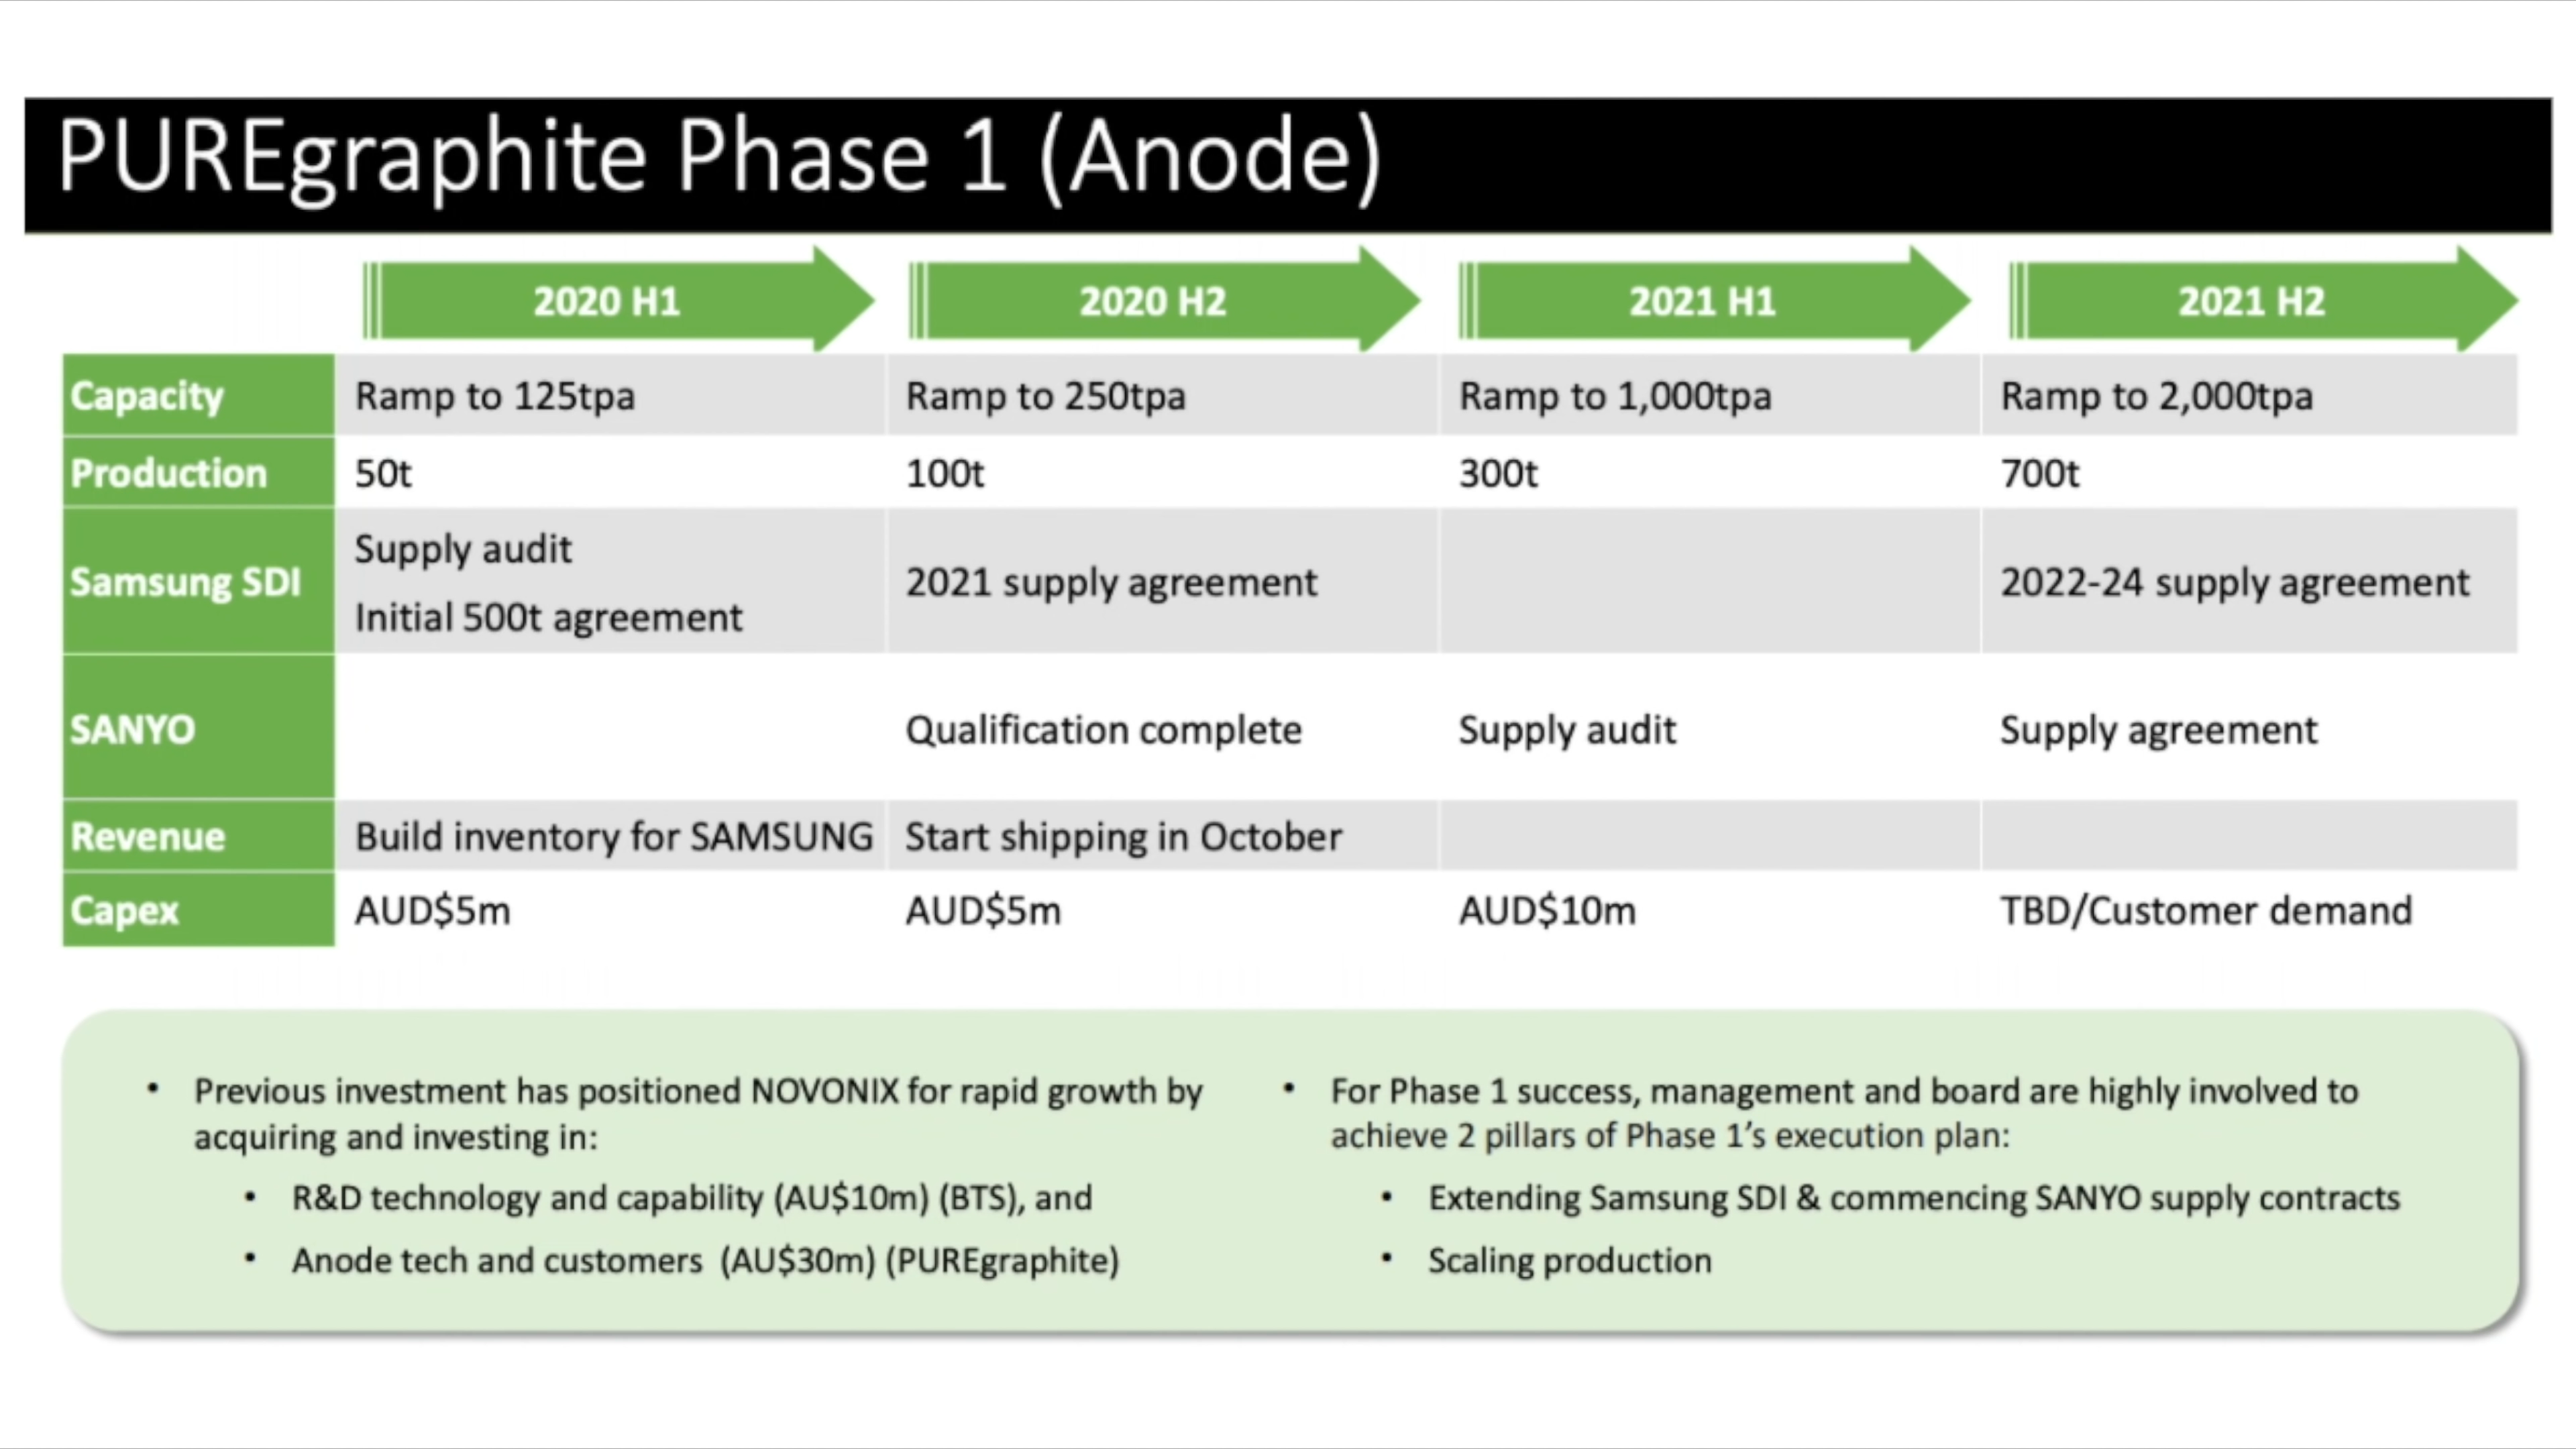 PUREgraphite Phase 1 (Anode)
2020 H1 2020 H2 2021 H1 2021 H2
Capacity Ramp to 125tpa Ramp to 250tpa Ramp to 1,000tpa Ramp to 2,000tpa
Production 50t 100t 300t 700t
Samsung SDI Supply audit
Initial 500t agreement 2021 supply agreement 2022-24 supply agreement
SANYO Qualification complete Supply audit Supply agreement
Revenue Build inventory for SAMSUNG Start shipping in October
Capex AUD$5m AUD$5m AUD$10m TBD/Customer demand
• Previous investment has positioned NOVONIX for rapid growth by
acquiring and investing in:
• R&D technology and capability (AU$10m) (BTS), and
• Anode tech and customers (AU$30m) (PUREgraphite)
• For Phase 1 success, management and board are highly involved to
achieve 2 pillars of Phase 1’s execution plan:
• Extending Samsung SDI & commencing SANYO supply contracts
• Scaling production